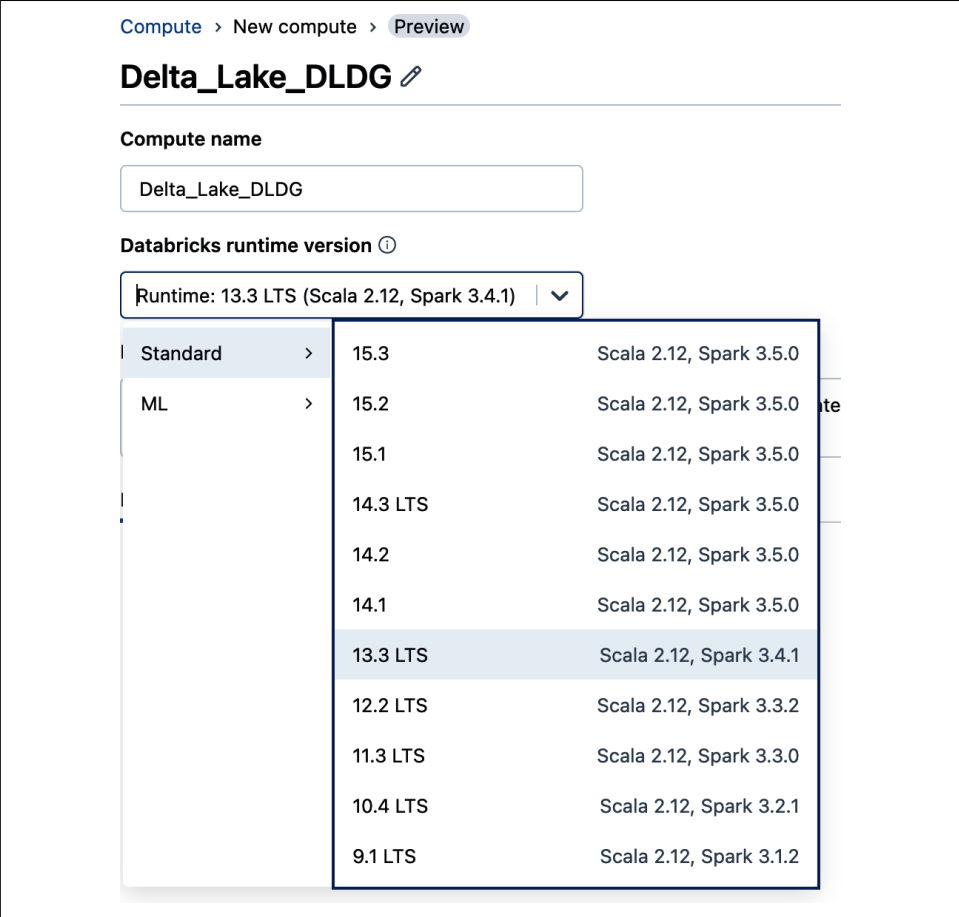 Compute > New compute > Preview
Delta_Lake_DLDG
Compute name
Delta_Lake_DLDG
Databricks runtime version
Runtime: 13.3 LTS (Scala 2.12, Spark 3.4.1)
Standard
ML
15.3 Scala 2.12, Spark 3.5.0
15.2 Scala 2.12, Spark 3.5.0
15.1 Scala 2.12, Spark 3.5.0
14.3 LTS Scala 2.12, Spark 3.5.0
14.2 Scala 2.12, Spark 3.5.0
14.1 Scala 2.12, Spark 3.5.0
13.3 LTS Scala 2.12, Spark 3.4.1
12.2 LTS Scala 2.12, Spark 3.3.2
11.3 LTS Scala 2.12, Spark 3.3.0
10.4 LTS Scala 2.12, Spark 3.2.1
9.1 LTS Scala 2.12, Spark 3.1.2